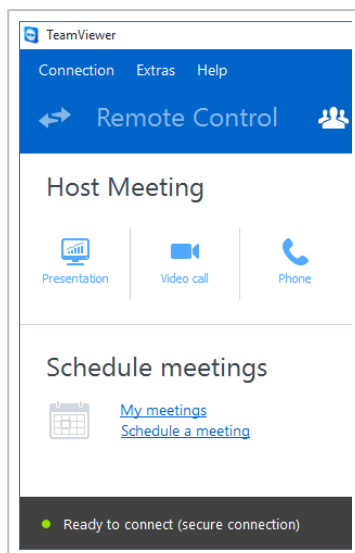 TeamViewer
Connection Extras Help
Remote Control
Host Meeting
Presentation Video call Phone
Schedule meetings
My meetings
Schedule a meeting
Ready to connect (secure connection)